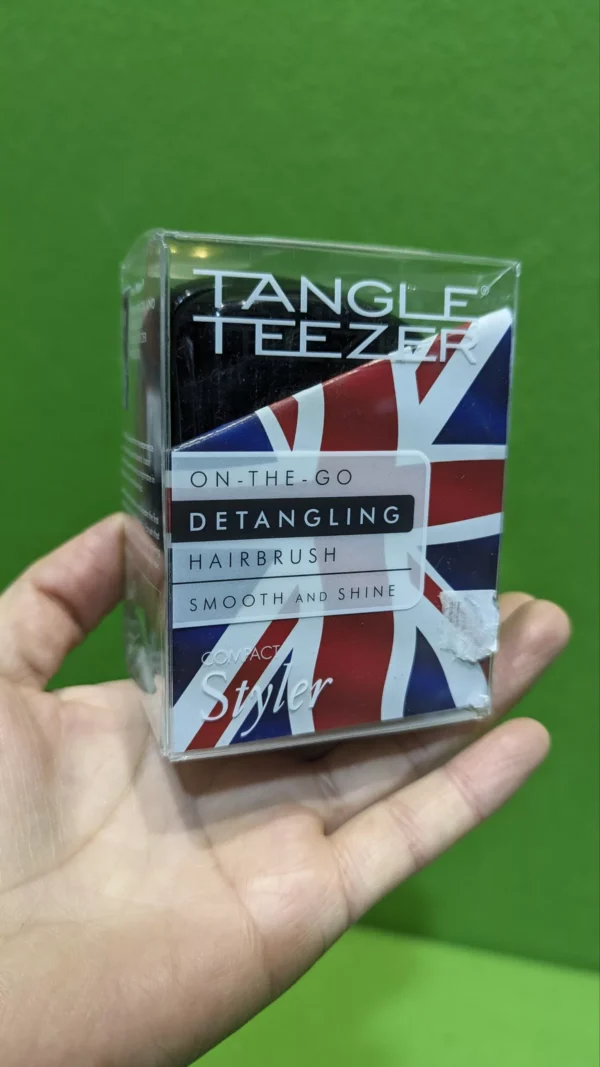 TANGLE
TEEZER®
ON-THE-GO
DETANGLING
HAIRBRUSH
SMOOTH AND SHINE
COMPACT
Styler